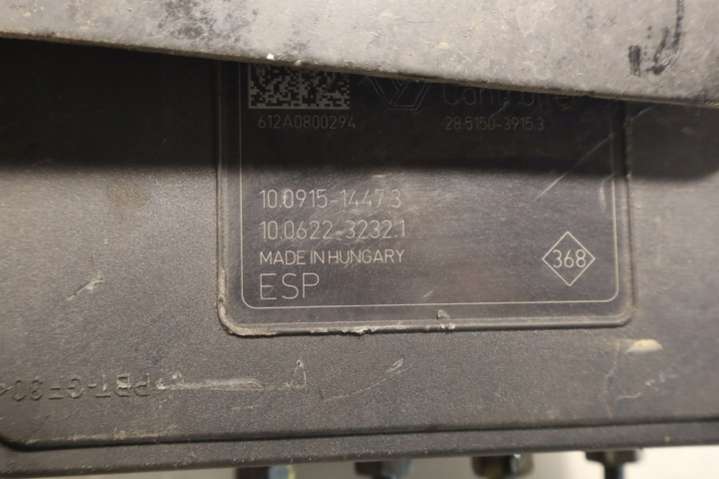 612A0800294
28.5150-3915.3
10.0915-1447.3
10.0622-3232.1
MADE IN HUNGARY
368
ESP